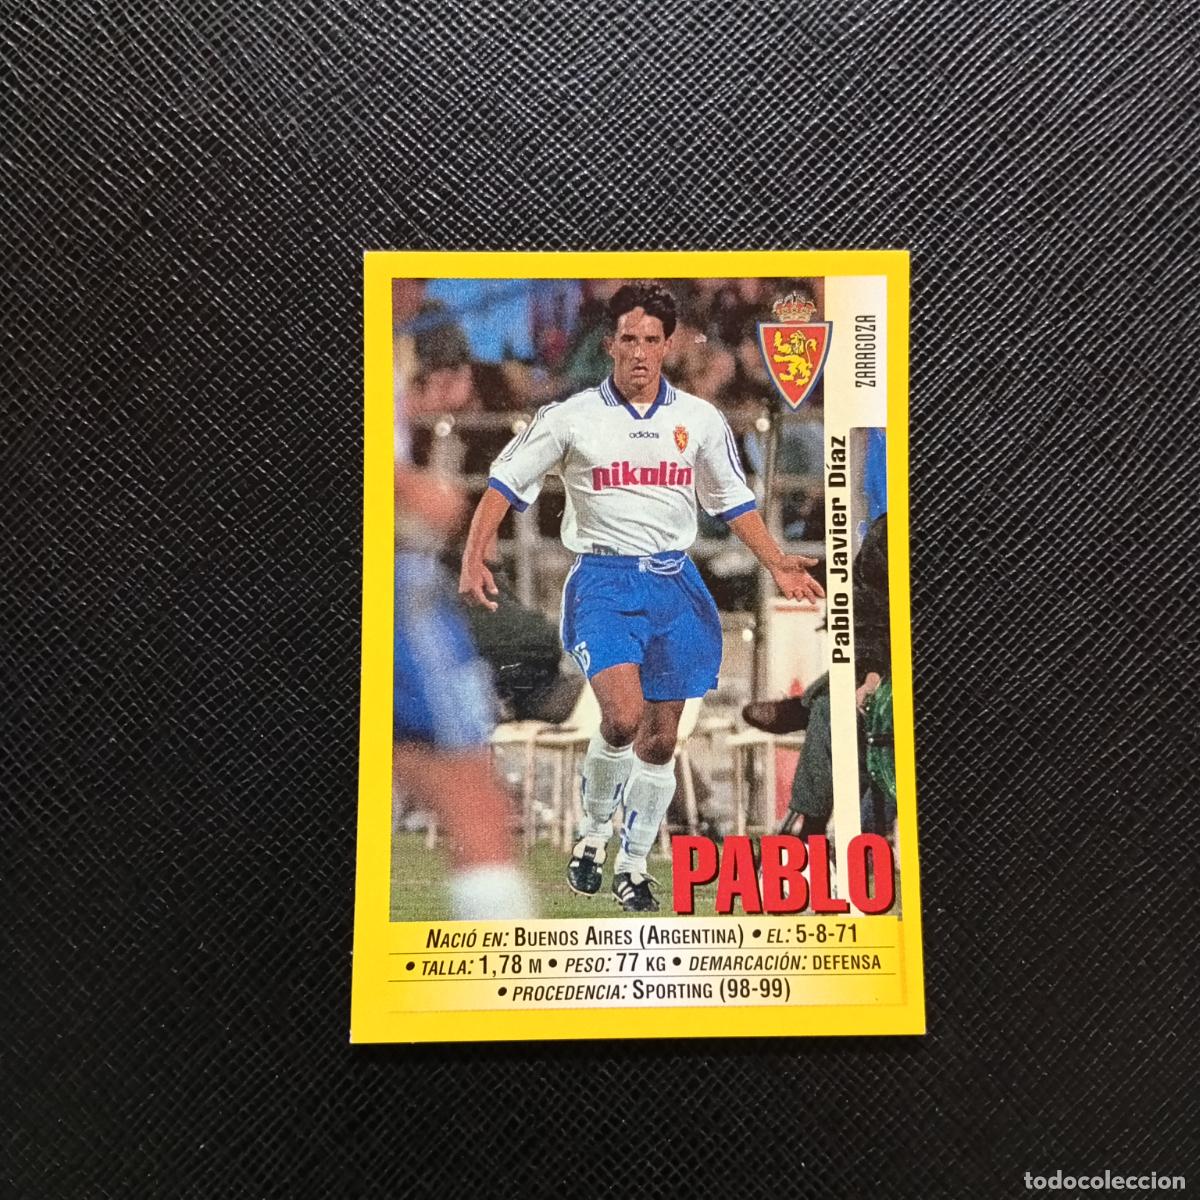 ZARAGOZA
adidas
pikolin
Pablo Javier Díaz
PABLO
NACIÓ EN: BUENOS AIRES (ARGENTINA) • EL: 5-8-71
• TALLA: 1,78 M • PESO: 77 KG • DEMARCACIÓN: DEFENSA
• PROCEDENCIA: SPORTING (98-99)
todocoleccion